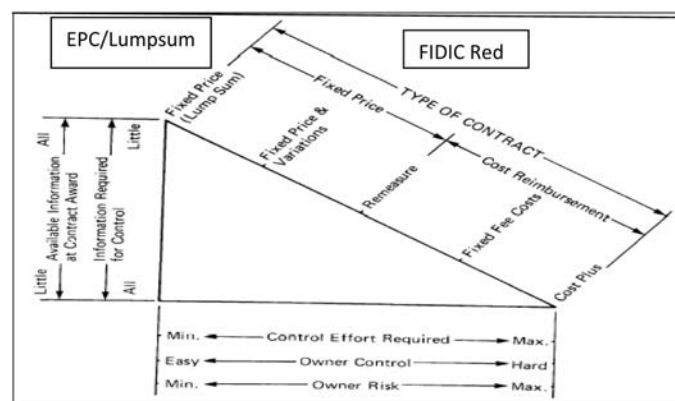 EPC/Lumpsum
FIDIC Red
TYPE OF CONTRACT
Fixed Price
Cost Reimbursement
Fixed Price
(Lump Sum)
Fixed Price &
Variations
Remeasure
Fixed Fee Costs
Cost Plus
All
Little
Available Information
at Contract Award
Information Required
for Control
Little
All
Min. Control Effort Required Max.
Easy Owner Control Hard
Min. Owner Risk Max.